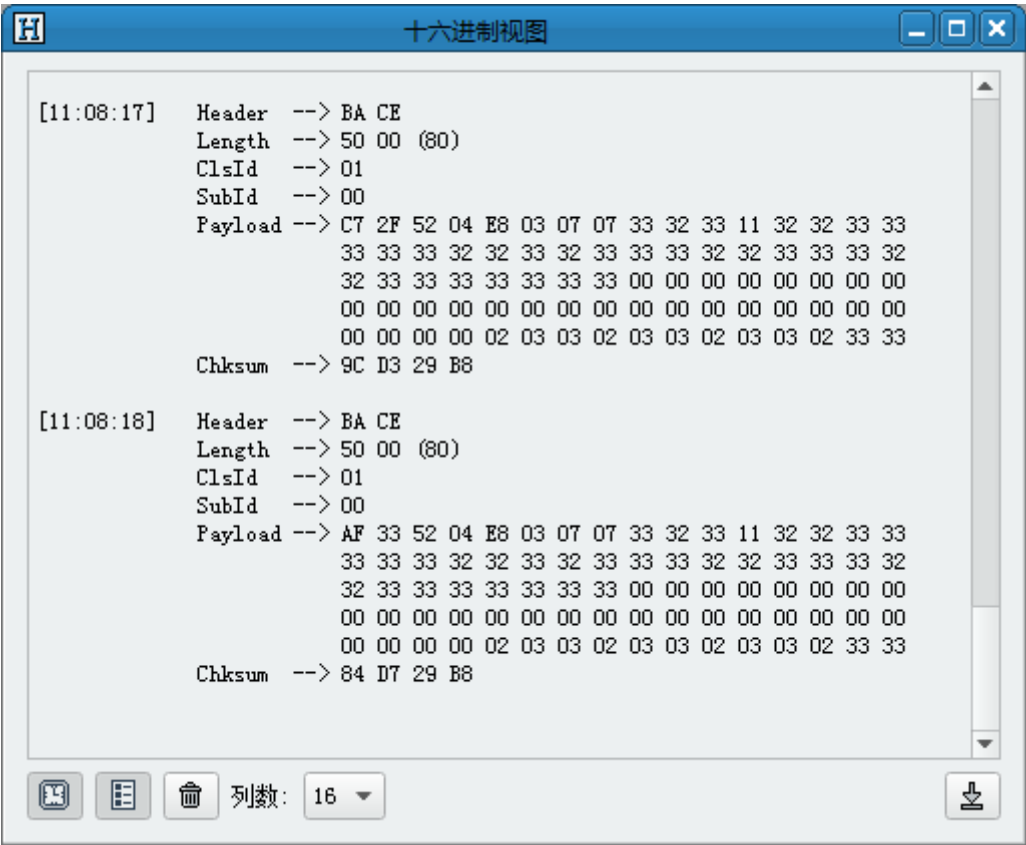 十六进制视图
[11:08:17] Header --> BA CE
Length --> 50 00 (80)
ClsId --> 01
SubId --> 00
Payload --> C7 2F 52 04 E8 03 07 07 33 32 33 11 32 32 33 33
33 33 33 32 32 33 32 33 33 33 32 32 33 33 33 32
32 33 33 33 33 33 33 33 00 00 00 00 00 00 00 00
00 00 00 00 00 00 00 00 00 00 00 00 00 00 00 00
00 00 00 00 02 03 03 02 03 03 02 03 03 02 33 33
Chksum --> 9C D3 29 B8
[11:08:18] Header --> BA CE
Length --> 50 00 (80)
ClsId --> 01
SubId --> 00
Payload --> AF 33 52 04 E8 03 07 07 33 32 33 11 32 32 33 33
33 33 33 32 32 33 32 33 33 33 32 32 33 33 33 32
32 33 33 33 33 33 33 33 00 00 00 00 00 00 00 00
00 00 00 00 00 00 00 00 00 00 00 00 00 00 00 00
00 00 00 00 02 03 03 02 03 03 02 03 03 02 33 33
Chksum --> 84 D7 29 B8
列数: 16